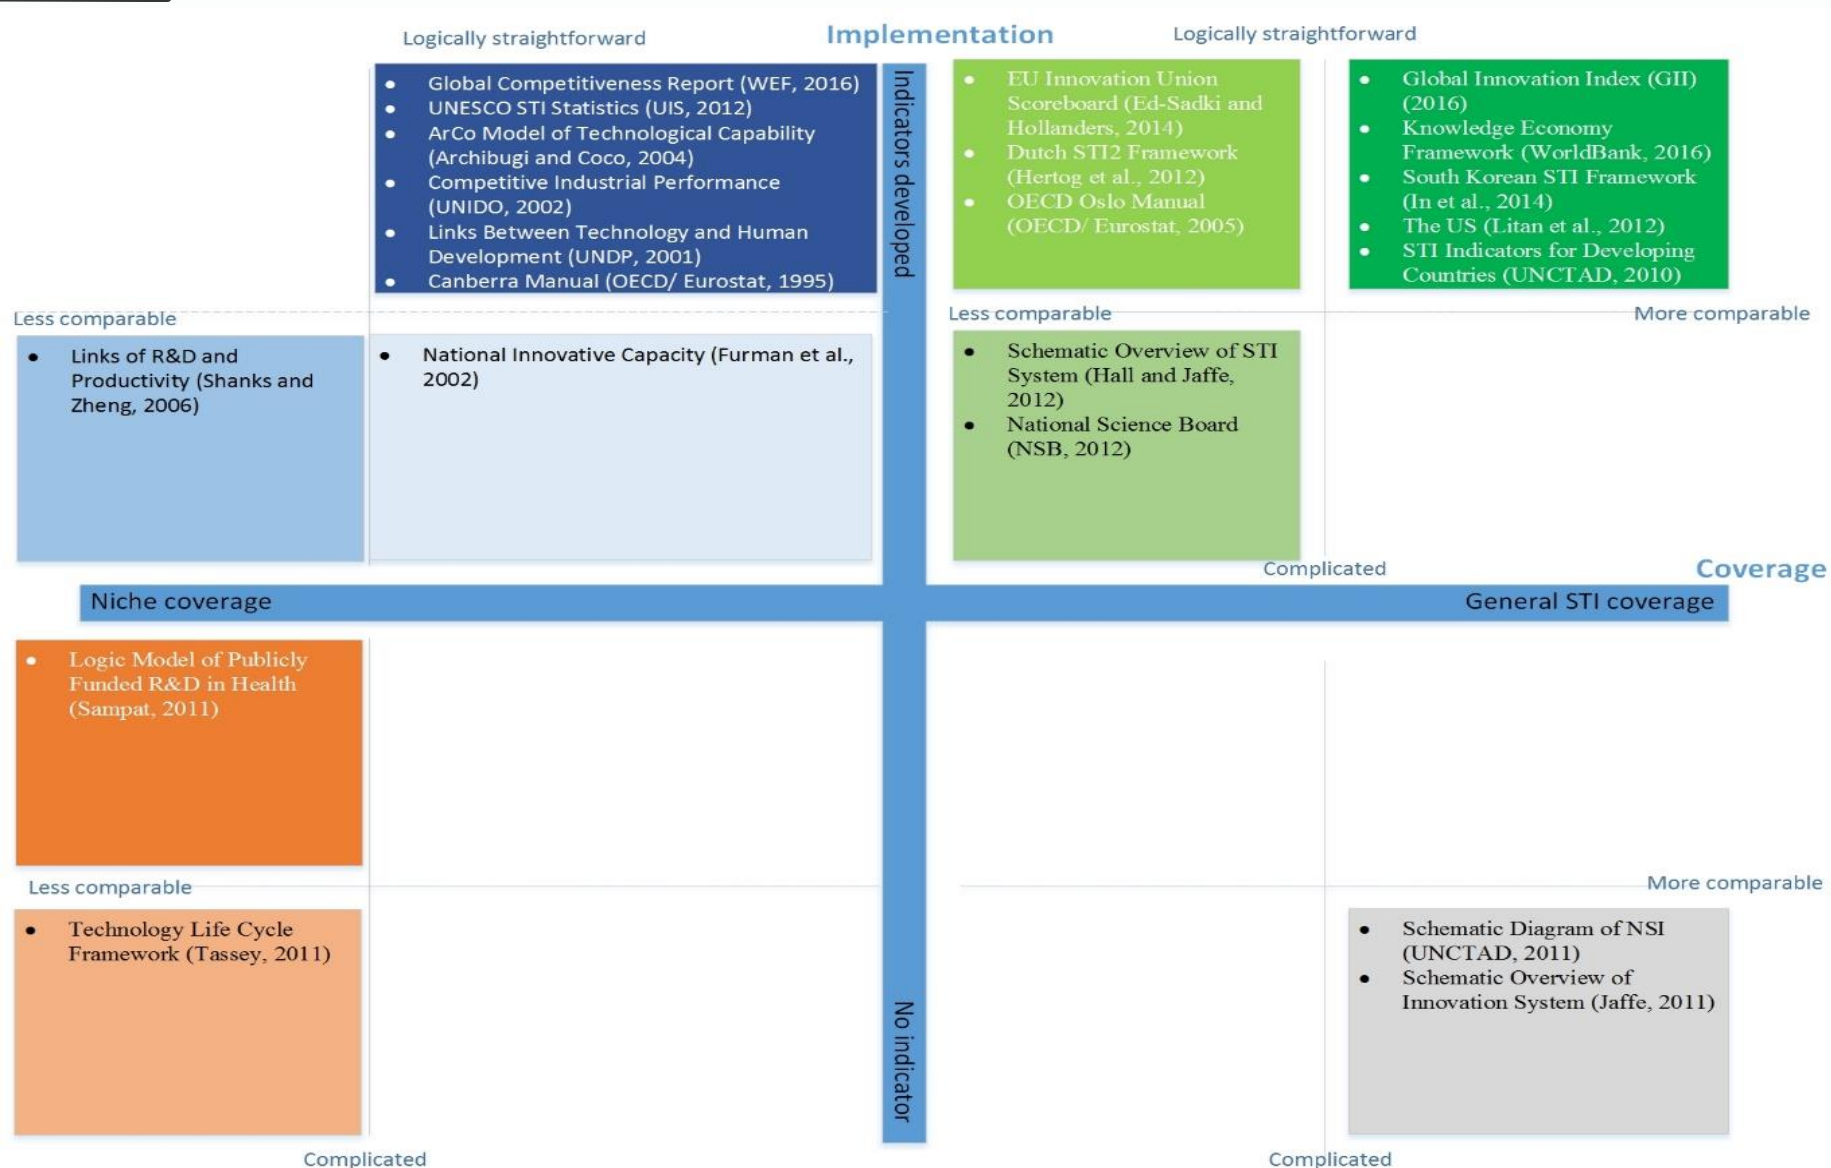 Logically straightforward
Implementation
Logically straightforward
Indicators developed
• Global Competitiveness Report (WEF, 2016)
• UNESCO STI Statistics (UIS, 2012)
• ArCo Model of Technological Capability
(Archibugi and Coco, 2004)
• Competitive Industrial Performance
(UNIDO, 2002)
• Links Between Technology and Human
Development (UNDP, 2001)
• Canberra Manual (OECD/ Eurostat, 1995)
• EU Innovation Union
Scoreboard (Ed-Sadki and
Hollanders, 2014)
• Dutch STI2 Framework
(Hertog et al., 2012)
• OECD Oslo Manual
(OECD/ Eurostat, 2005)
• Global Innovation Index (GII)
(2016)
• Knowledge Economy
Framework (WorldBank, 2016)
• South Korean STI Framework
(In et al., 2014)
• The US (Litan et al., 2012)
• STI Indicators for Developing
Countries (UNCTAD, 2010)
Less comparable
Less comparable
More comparable
• Links of R&D and
Productivity (Shanks and
Zheng, 2006)
• National Innovative Capacity (Furman et al.,
2002)
• Schematic Overview of STI
System (Hall and Jaffe,
2012)
• National Science Board
(NSB, 2012)
Complicated
Coverage
Niche coverage
General STI coverage
• Logic Model of Publicly
Funded R&D in Health
(Sampat, 2011)
Less comparable
More comparable
• Technology Life Cycle
Framework (Tassey, 2011)
No indicator
• Schematic Diagram of NSI
(UNCTAD, 2011)
• Schematic Overview of
Innovation System (Jaffe, 2011)
Complicated
Complicated